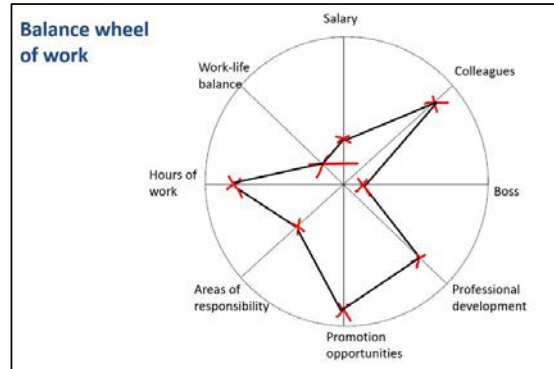 Balance wheel
of work
Salary
Colleagues
Work-life
balance
Hours of
work
Boss
Areas of
responsibility
Professional
development
Promotion
opportunities